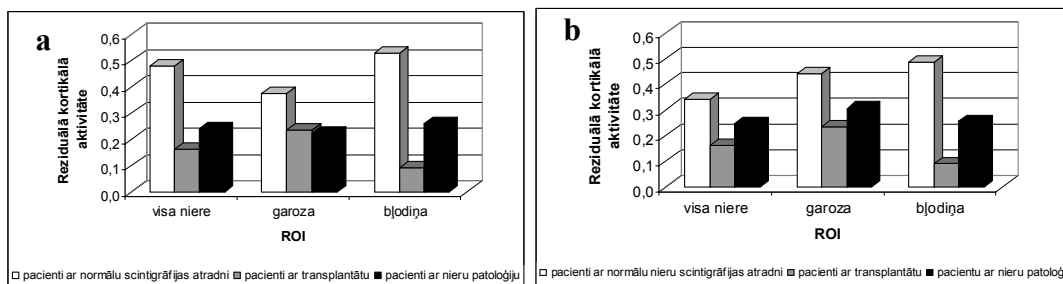 a
Reziduālā kortikālā
aktivitāte
0,6
0,5
0,4
0,3
0,2
0,1
0,0
visa niere garoza bļodiņa
ROI
pacienti ar normālu scintigrāfijas atradni pacienti ar transplantātu pacienti ar nieru patoloģiju
b
Reziduālā kortikālā
aktivitāte
0,6
0,5
0,4
0,3
0,2
0,1
0,0
visa niere garoza bļodiņa
ROI
pacienti ar normālu nieru scintigrāfijas atradni pacienti ar transplantātu pacientu ar nieru